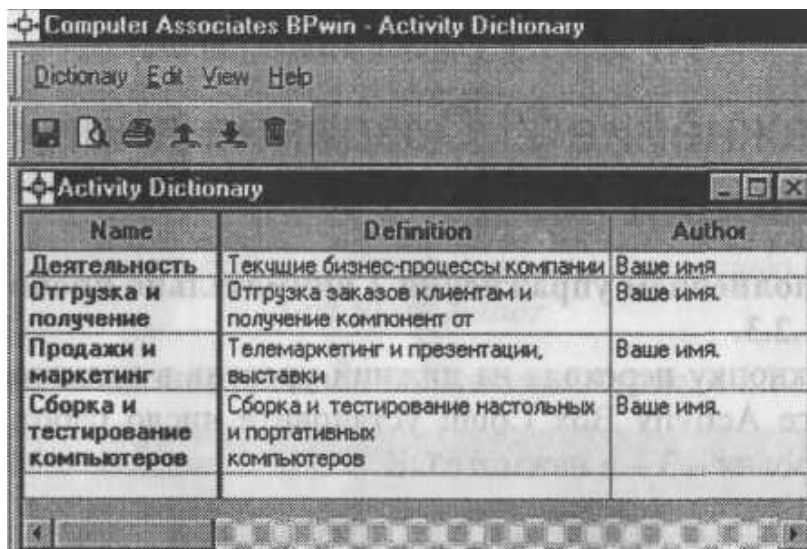 Computer Associates BPwin - Activity Dictionary
Dictionary Edit View Help
Activity Dictionary
Name Definition Author
Деятельность Текущие бизнес-процессы компании Ваше имя
Отгрузка и Отгрузка заказов клиентам и Ваше имя.
получение получение компонент от
Продажи и Телемаркетинг и презентации, Ваше имя.
маркетинг выставки
Сборка и Сборка и тестирование настольных Ваше имя.
тестирование и портативных
компьютеров компьютеров